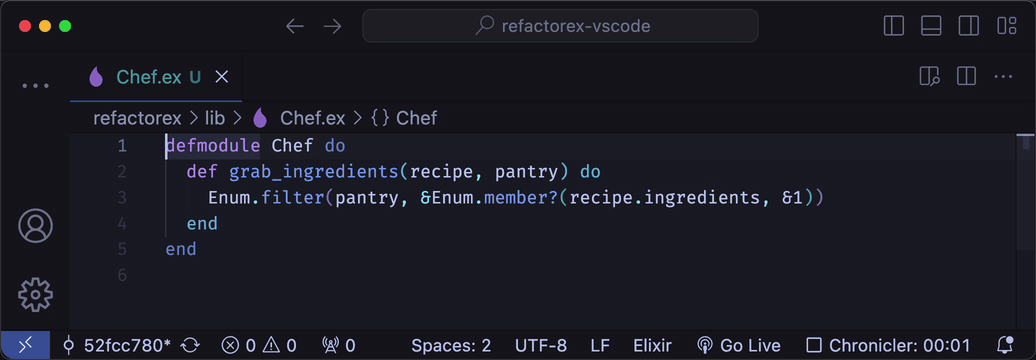 refactorex-vscode
Chef.ex U
refactorex > lib > Chef.ex > {} Chef
1 defmodule Chef do
2 def grab_ingredients(recipe, pantry) do
3 Enum.filter(pantry, &Enum.member?(recipe.ingredients, &1))
4 end
5 end
6
52fcc780* 0 0 0 Spaces: 2 UTF-8 LF Elixir Go Live Chronicler: 00:01